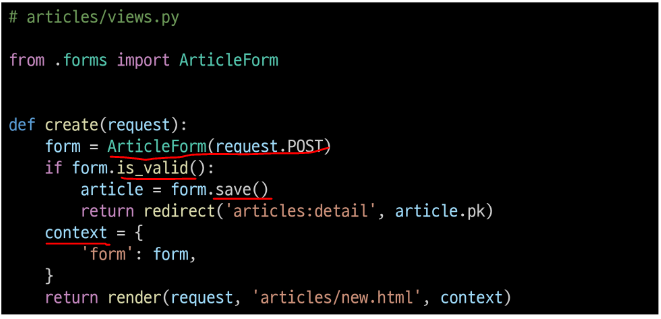 # articles/views.py
from .forms import ArticleForm
def create(request):
    form = ArticleForm(request.POST)
    if form.is_valid():
        article = form.save()
        return redirect('articles:detail', article.pk)
    context = {
        'form': form,
    }
    return render(request, 'articles/new.html', context)